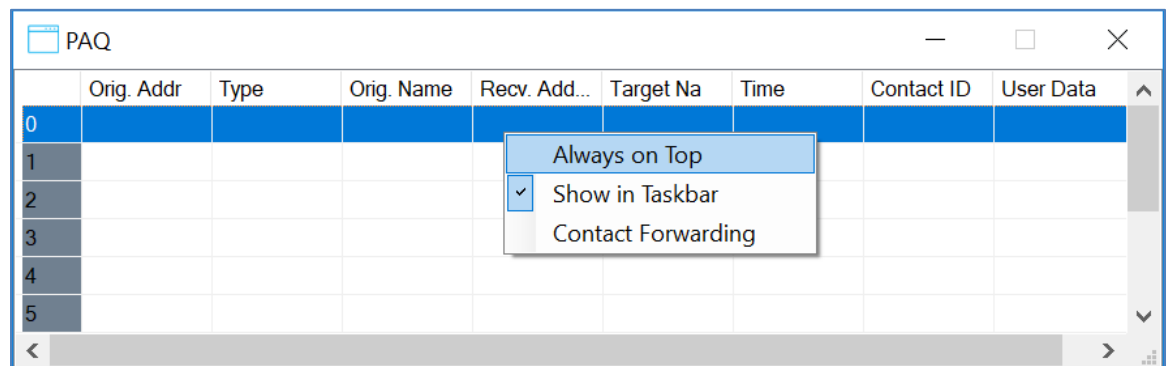 PAQ
Orig. Addr Type Orig. Name Recv. Add... Target Na Time Contact ID User Data
0
1
2
3
4
5
Always on Top
Show in Taskbar
Contact Forwarding